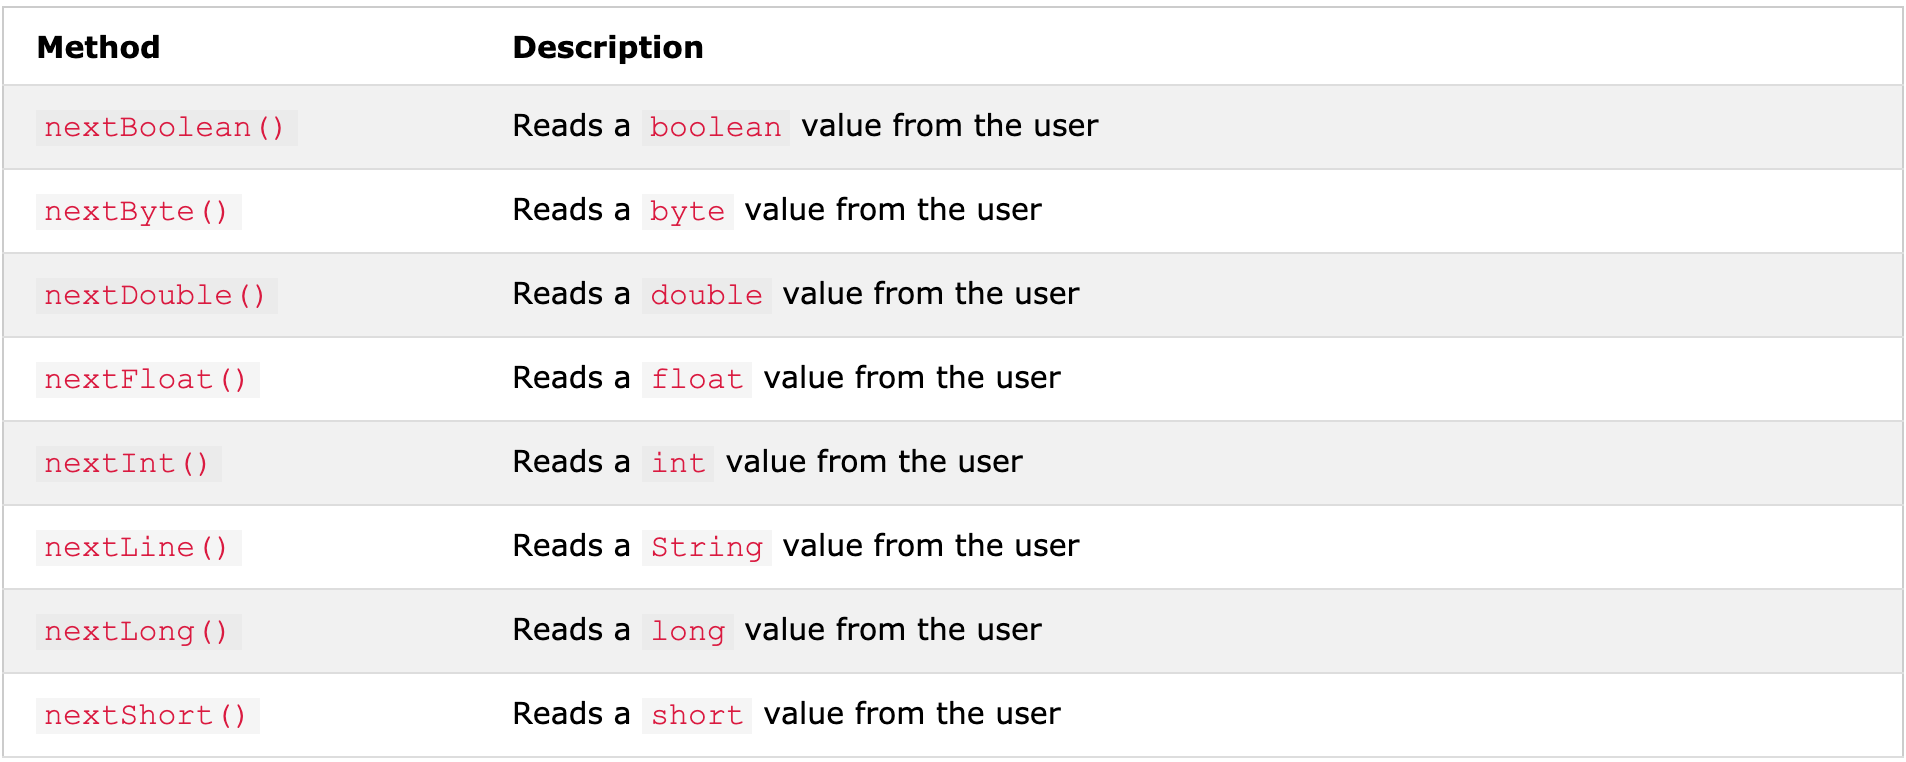 Method Description
nextBoolean() Reads a boolean value from the user
nextByte() Reads a byte value from the user
nextDouble() Reads a double value from the user
nextFloat() Reads a float value from the user
nextInt() Reads a int value from the user
nextLine() Reads a String value from the user
nextLong() Reads a long value from the user
nextShort() Reads a short value from the user